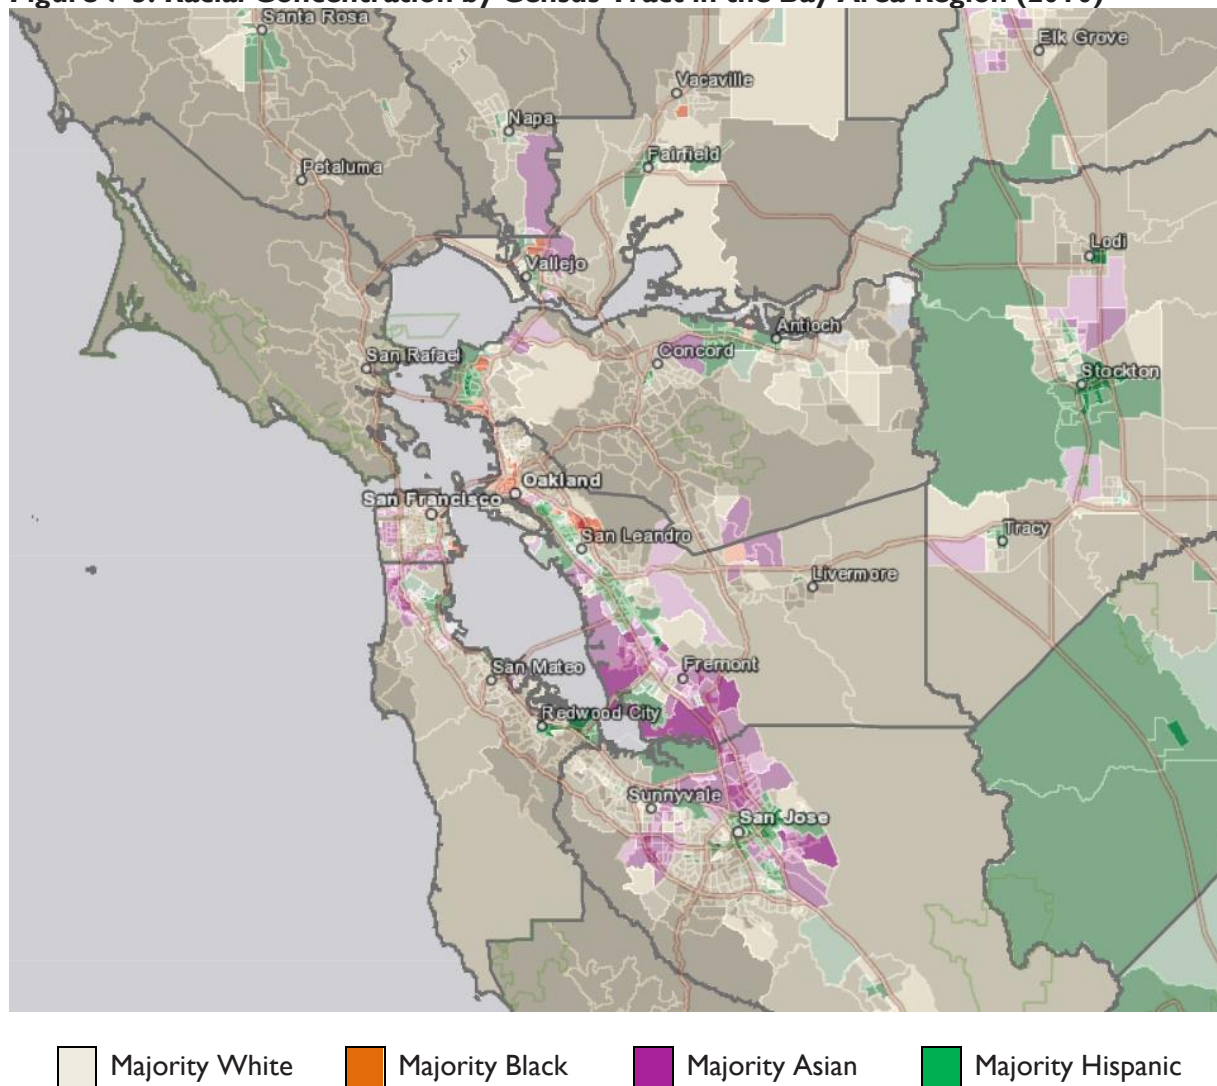 Racial Concentration by Census Tract in the Bay Area Region
Santa Rosa
Elk Grove
Vacaville
Napa
Fairfield
Petaluma
Lodi
Vallejo
Antioch
San Rafael
Concord
Stockton
Oakland
San Francisco
Tracy
San Leandro
Livermore
San Mateo
Fremont
Redwood City
Sunnyvale
San Jose
Majority White
Majority Black
Majority Asian
Majority Hispanic